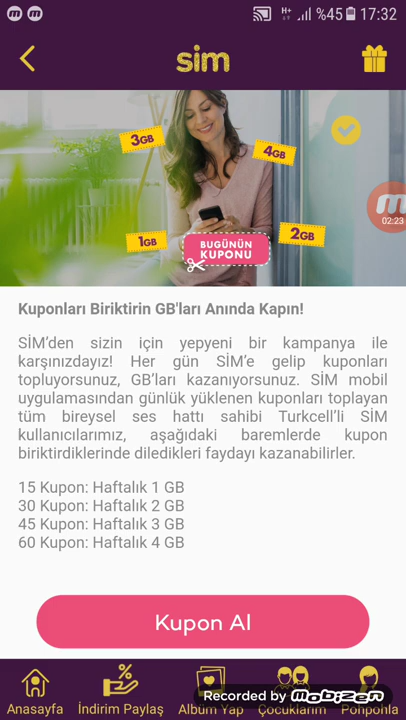 H+ %45 17:32
sim
3GB
4GB
1GB
BUGÜNÜN
KUPONU
2GB
02:23
Kuponları Biriktirin GB'ları Anında Kapın!
SİM'den sizin için yepyeni bir kampanya ile
karşınızdayız! Her gün SİM'e gelip kuponları
topluyorsunuz, GB'ları kazanıyorsunuz. SİM mobil
uygulamasından günlük yüklenen kuponları toplayan
tüm bireysel ses hattı sahibi Turkcell'li SİM
kullanıcılarımız, aşağıdaki baremlerde kupon
biriktirdiklerinde diledikleri faydayı kazanabilirler.
15 Kupon: Haftalık 1 GB
30 Kupon: Haftalık 2 GB
45 Kupon: Haftalık 3 GB
60 Kupon: Haftalık 4 GB
Kupon Al
Recorded by MOBIZEN
Anasayfa İndirim Paylaş Albüm Yap Çocuklarım Pohpohla